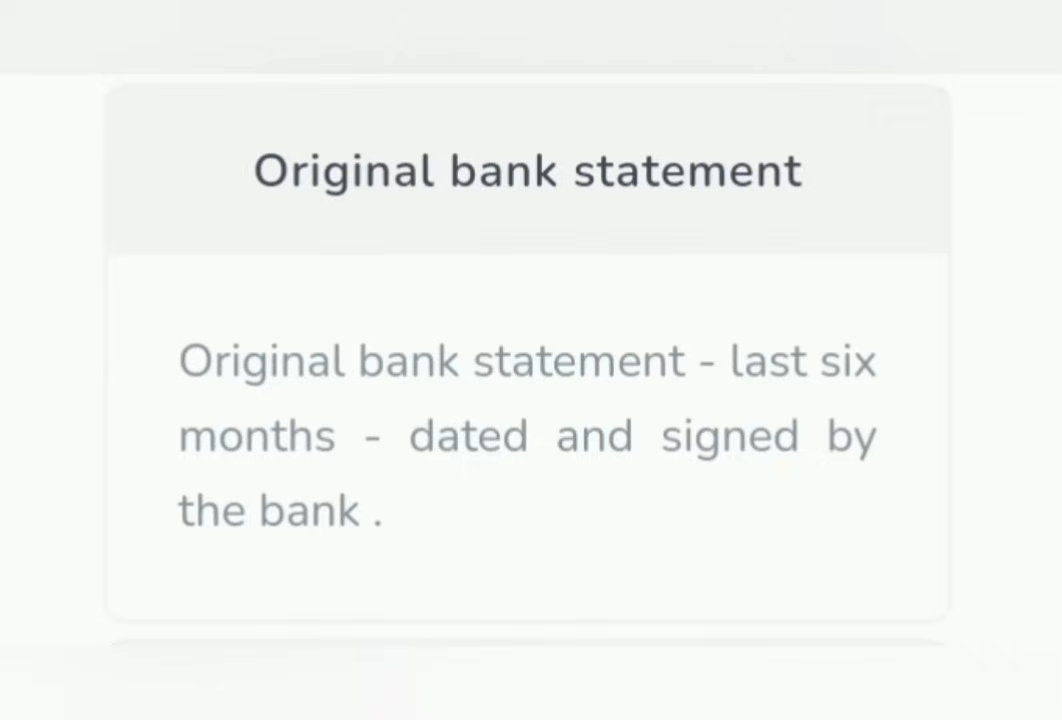 Original bank statement
Original bank statement - last six
months - dated and signed by
the bank .